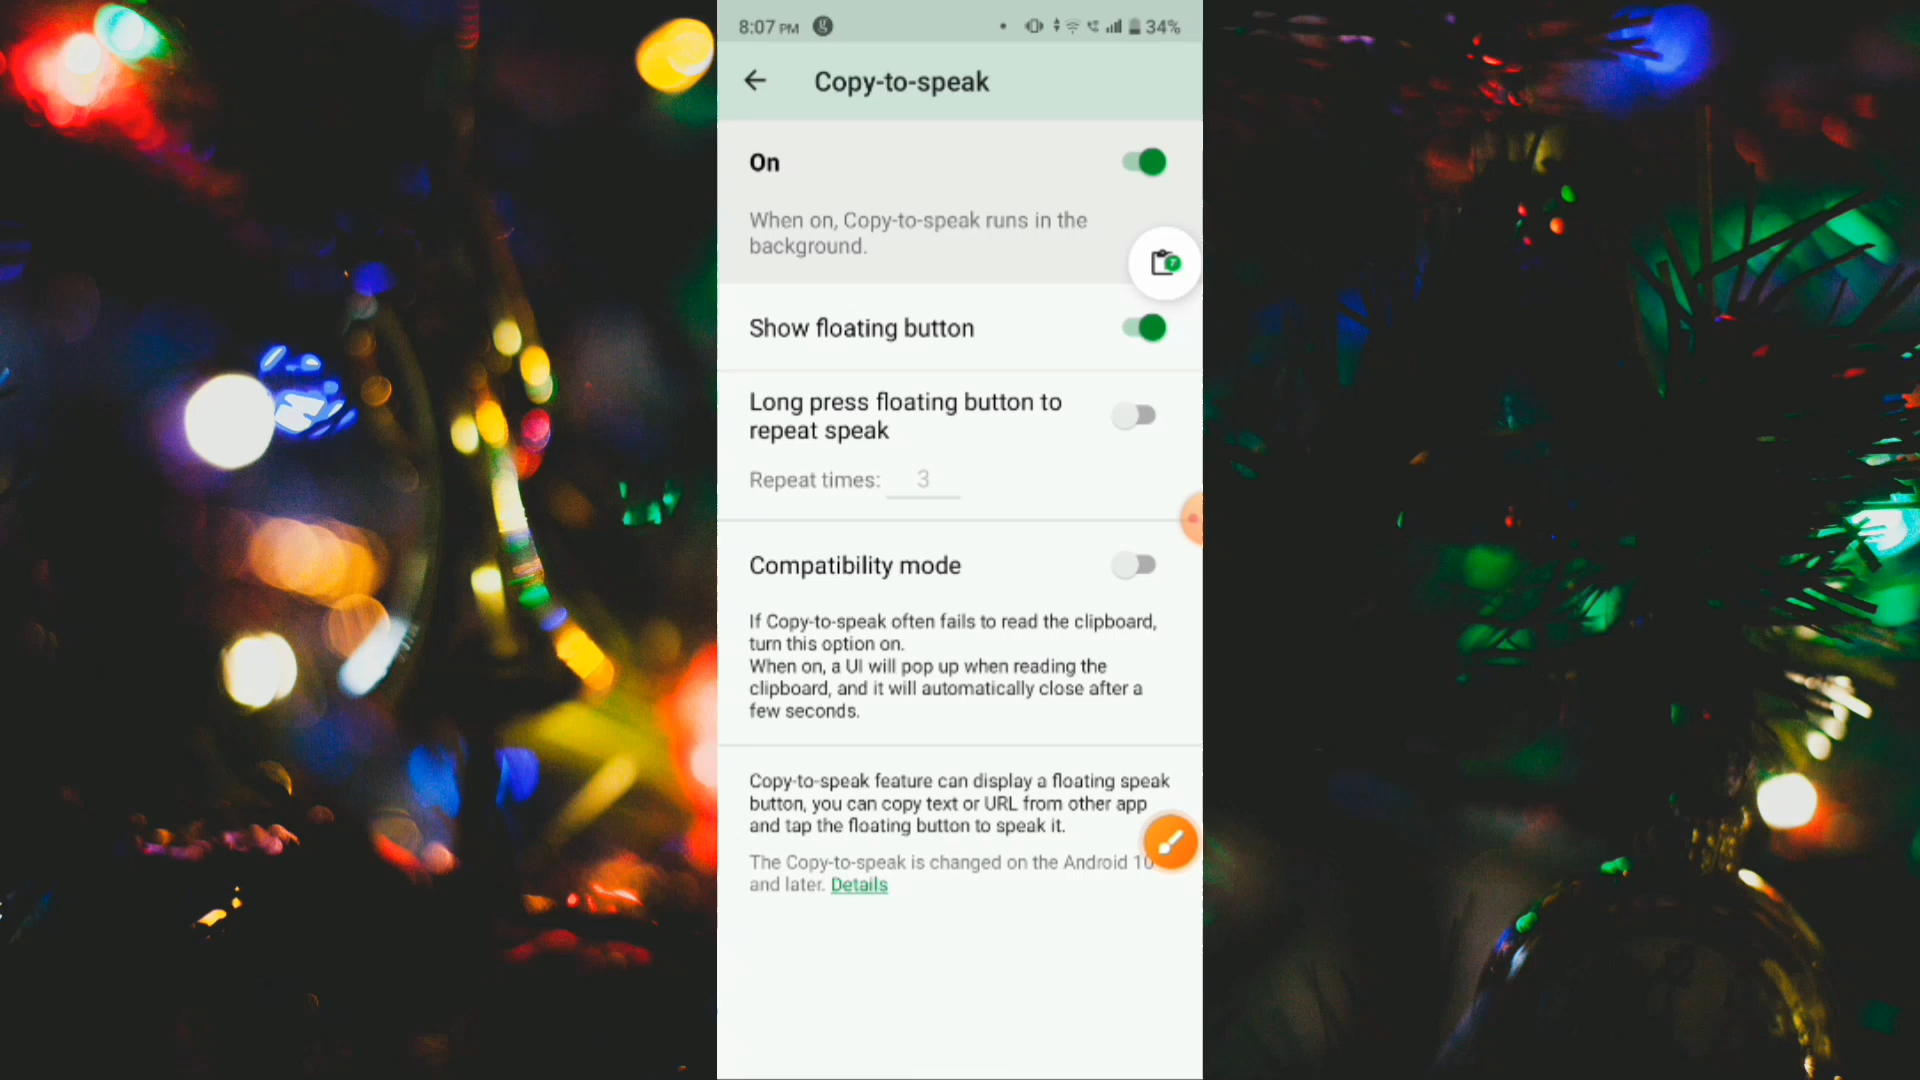 8:07 PM 34%
Copy-to-speak
On
When on, Copy-to-speak runs in the
background.
Show floating button
Long press floating button to
repeat speak
Repeat times: 3
Compatibility mode
If Copy-to-speak often fails to read the clipboard,
turn this option on.
When on, a UI will pop up when reading the
clipboard, and it will automatically close after a
few seconds.
Copy-to-speak feature can display a floating speak
button, you can copy text or URL from other app
and tap the floating button to speak it.
The Copy-to-speak is changed on the Android 10
and later. Details